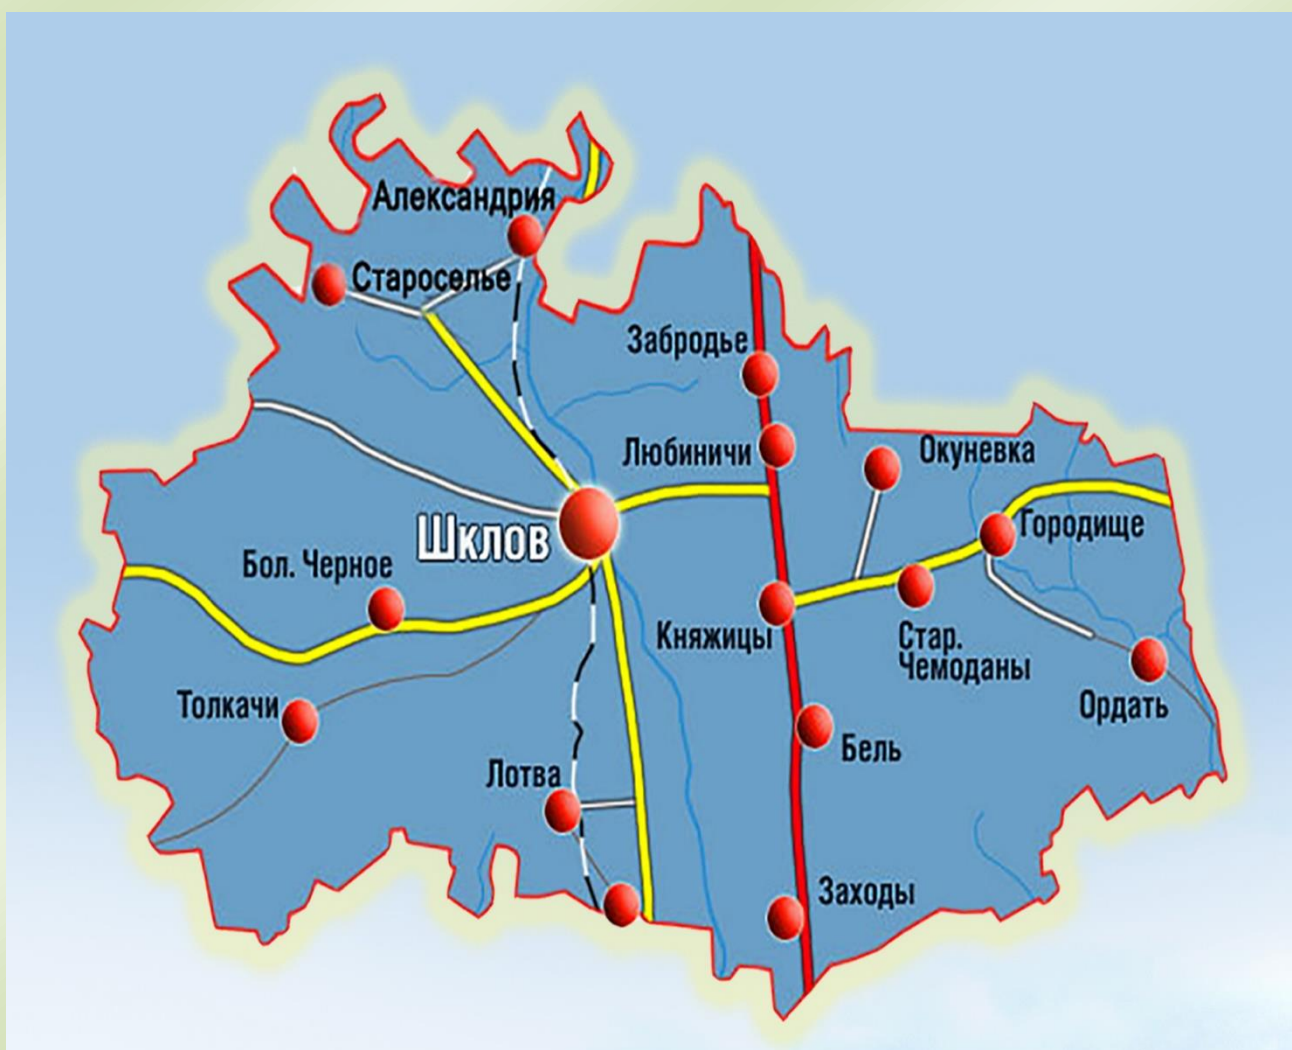 Александрия
Староселье
Забродье
Любиничи
Окуневка
Шклов
Городище
Бол. Черное
Княжицы
Стар.
Чемоданы
Толкачи
Ордать
Бель
Лотва
Заходы